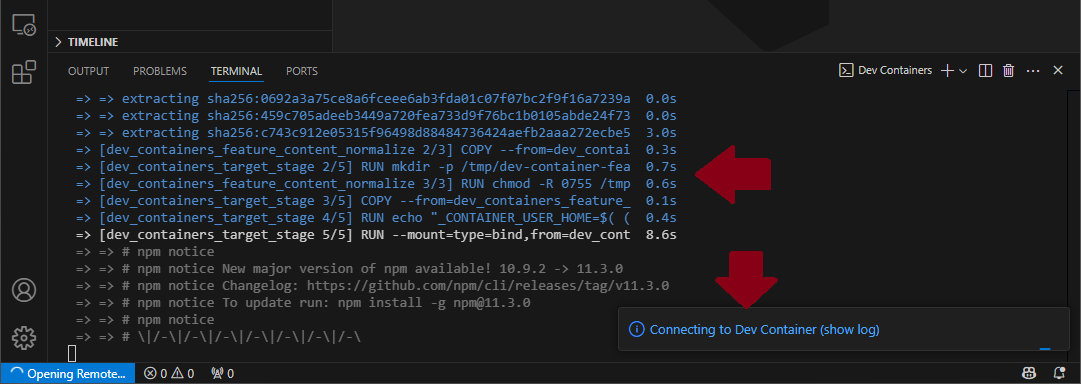 TIMELINE
OUTPUT PROBLEMS TERMINAL PORTS Dev Containers
=> => extracting sha256:0692a3a75ce8a6fceee6ab3fda01c07f07bc2f9f16a7239a 0.0s
=> => extracting sha256:459c705adeeb3449a720fea733d9f76bc1b0105abde24f73 0.0s
=> => extracting sha256:c743c912e05315f96498d88484736424aefb2aaa272ecbe5 3.0s
=> [dev_containers_feature_content_normalize 2/3] COPY --from=dev_contai 0.3s
=> [dev_containers_target_stage 2/5] RUN mkdir -p /tmp/dev-container-fea 0.7s
=> [dev_containers_feature_content_normalize 3/3] RUN chmod -R 0755 /tmp 0.6s
=> [dev_containers_target_stage 3/5] COPY --from=dev_containers_feature_ 0.1s
=> [dev_containers_target_stage 4/5] RUN echo "_CONTAINER_USER_HOME=$( ( 0.4s
=> [dev_containers_target_stage 5/5] RUN --mount=type=bind,from=dev_cont 8.6s
=> => # npm notice
=> => # npm notice New major version of npm available! 10.9.2 -> 11.3.0
=> => # npm notice Changelog: https://github.com/npm/cli/releases/tag/v11.3.0
=> => # npm notice To update run: npm install -g npm@11.3.0
=> => # npm notice
=> => # \|/-\|/-\|/-\|/-\|/-\|/-\|/-\
Connecting to Dev Container (show log)
Opening Remote... 0 0 0